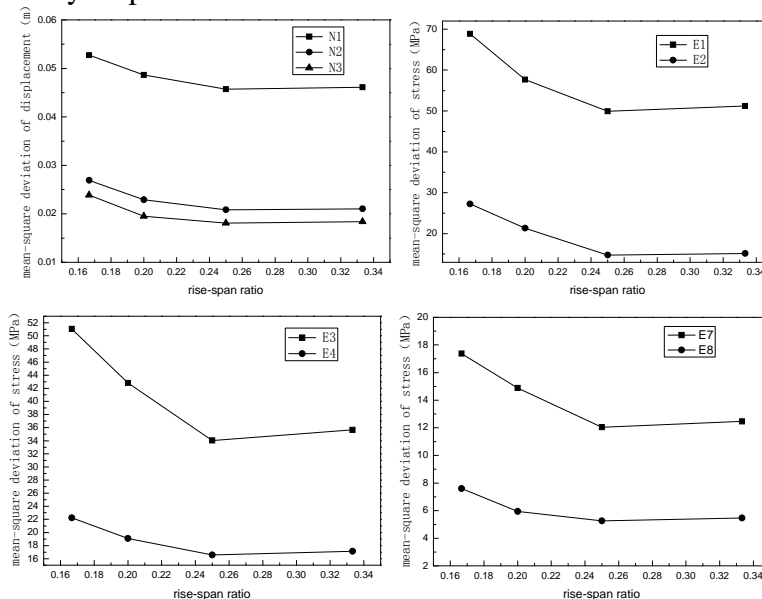 mean-square deviation of displacement (m)
0.06
0.05
0.04
0.03
0.02
0.01
N1
N2
N3
0.16 0.18 0.20 0.22 0.24 0.26 0.28 0.30 0.32 0.34
rise-span ratio
mean-square deviation of stress (MPa)
70
60
50
40
30
20
E1
E2
0.16 0.18 0.20 0.22 0.24 0.26 0.28 0.30 0.32 0.34
rise-span ratio
mean-square deviation of stress (MPa)
52
50
48
46
44
42
40
38
36
34
32
30
28
26
24
22
20
18
16
E3
E4
0.16 0.18 0.20 0.22 0.24 0.26 0.28 0.30 0.32 0.34
rise-span ratio
mean-square deviation of stress (MPa)
20
18
16
14
12
10
8
6
4
2
E7
E8
0.16 0.18 0.20 0.22 0.24 0.26 0.28 0.30 0.32 0.34
rise-span ratio